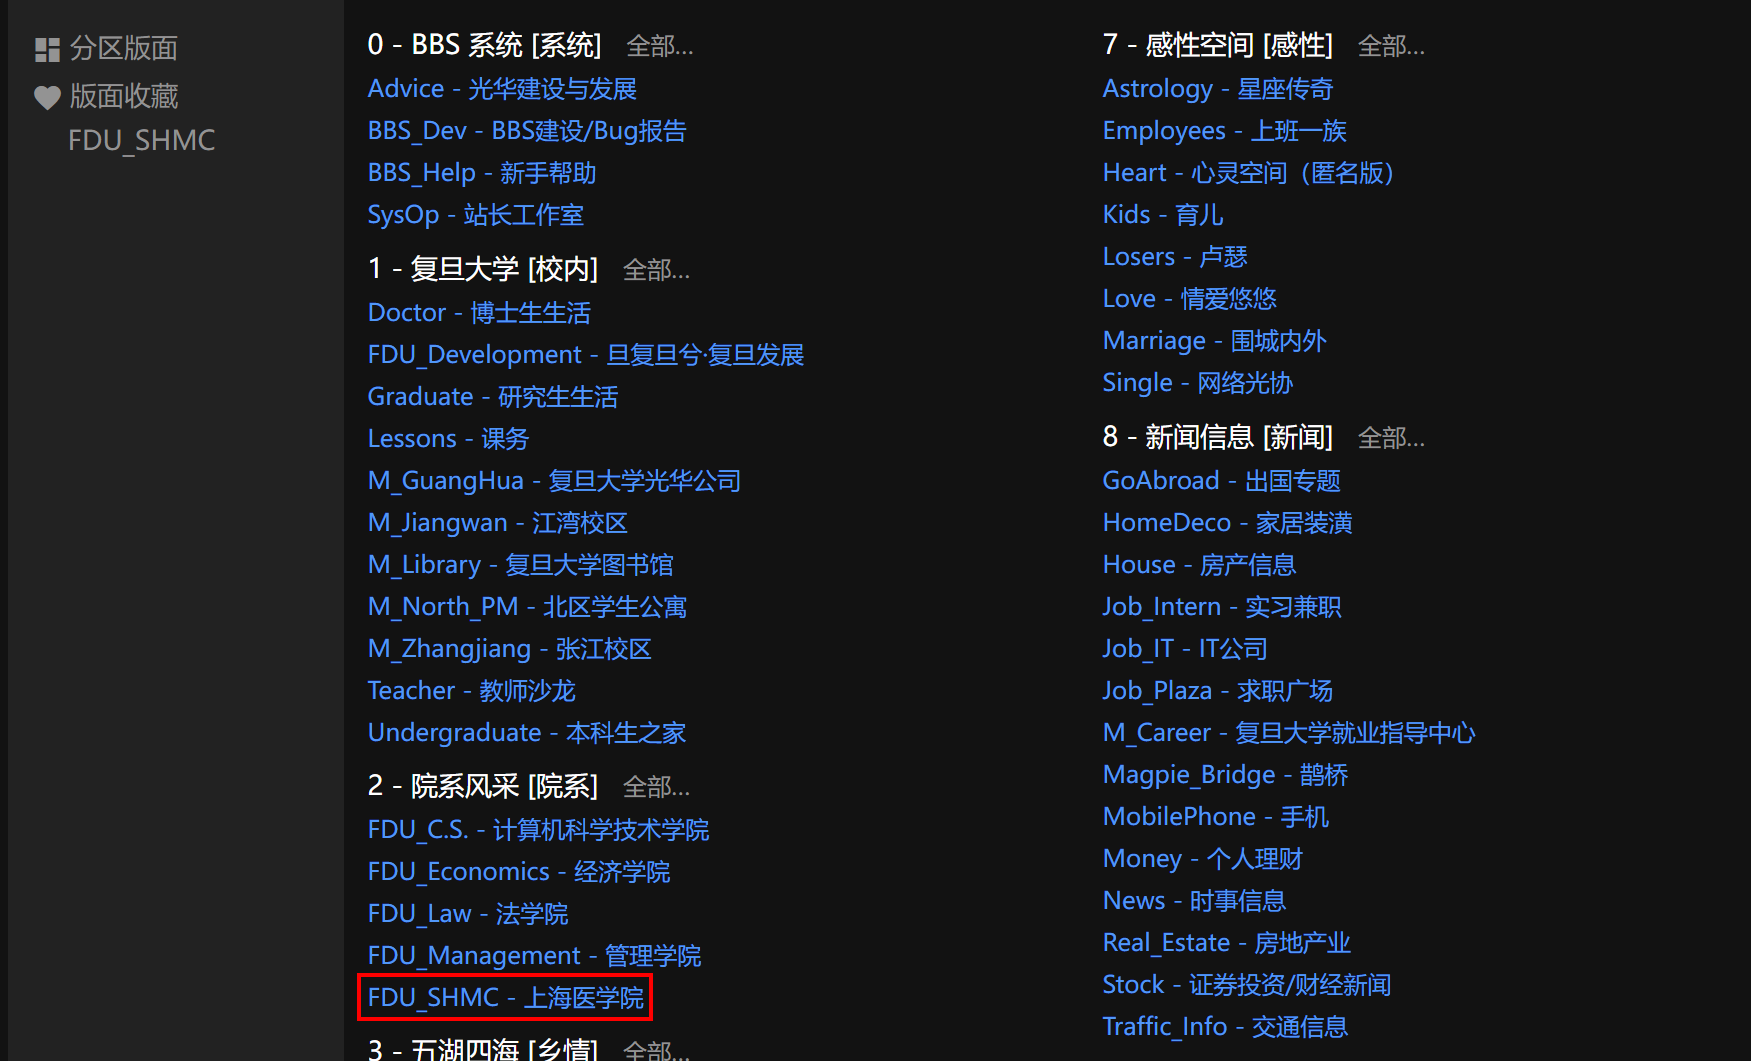 分区版面
版面收藏
FDU_SHMC
0 - BBS 系统 [系统] 全部...
Advice - 光华建设与发展
BBS_Dev - BBS建设/Bug报告
BBS_Help - 新手帮助
SysOp - 站长工作室
1 - 复旦大学 [校内] 全部...
Doctor - 博士生生活
FDU_Development - 旦复旦兮·复旦发展
Graduate - 研究生生活
Lessons - 课务
M_GuangHua - 复旦大学光华公司
M_Jiangwan - 江湾校区
M_Library - 复旦大学图书馆
M_North_PM - 北区学生公寓
M_Zhangjiang - 张江校区
Teacher - 教师沙龙
Undergraduate - 本科生之家
2 - 院系风采 [院系] 全部...
FDU_C.S. - 计算机科学技术学院
FDU_Economics - 经济学院
FDU_Law - 法学院
FDU_Management - 管理学院
FDU_SHMC - 上海医学院
3 - 五湖四海 [乡情] 全部...
7 - 感性空间 [感性] 全部...
Astrology - 星座传奇
Employees - 上班一族
Heart - 心灵空间（匿名版）
Kids - 育儿
Losers - 卢瑟
Love - 情爱悠悠
Marriage - 围城内外
Single - 网络光协
8 - 新闻信息 [新闻] 全部...
GoAbroad - 出国专题
HomeDeco - 家居装潢
House - 房产信息
Job_Intern - 实习兼职
Job_IT - IT公司
Job_Plaza - 求职广场
M_Career - 复旦大学就业指导中心
Magpie_Bridge - 鹊桥
MobilePhone - 手机
Money - 个人理财
News - 时事信息
Real_Estate - 房地产业
Stock - 证券投资/财经新闻
Traffic_Info - 交通信息